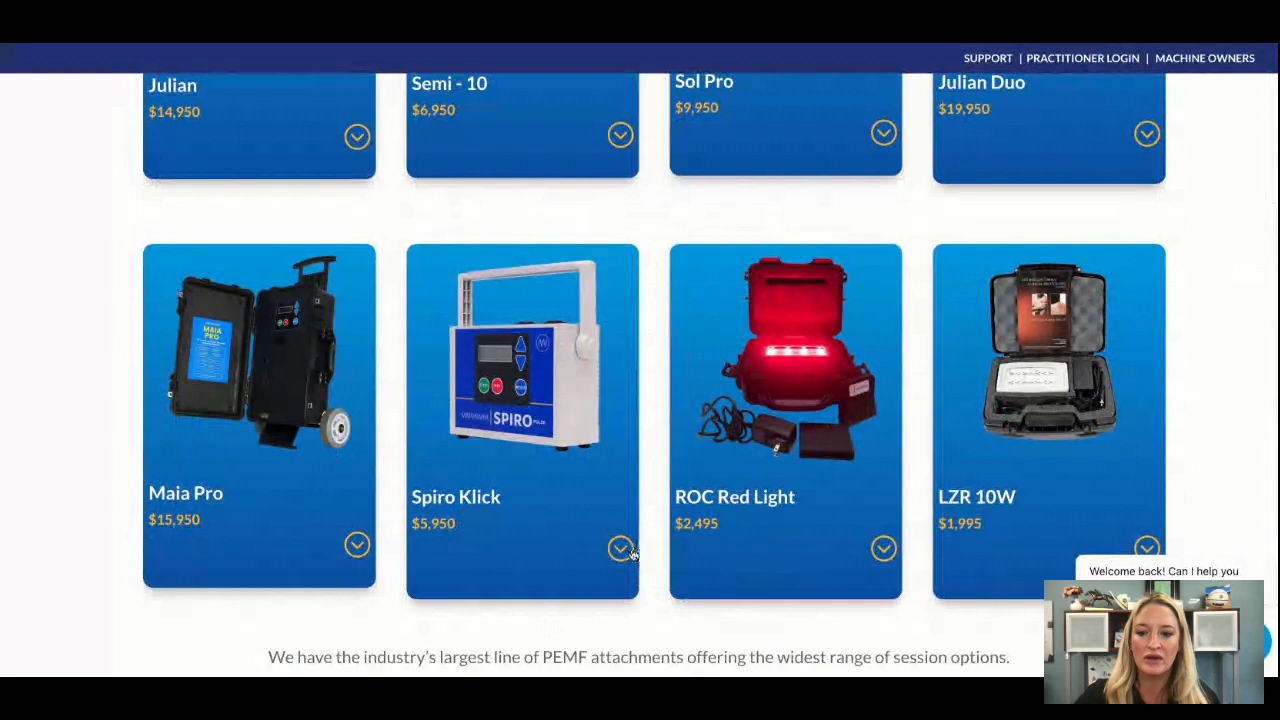 SUPPORT | PRACTITIONER LOGIN | MACHINE OWNERS
Julian
$14,950
Semi - 10
$6,950
Sol Pro
$9,950
Julian Duo
$19,950
MAIA
PRO
SPIRO
Maia Pro
$15,950
Spiro Klick
$5,950
ROC Red Light
$2,495
LZR 10W
$1,995
Welcome back! Can I help you
We have the industry's largest line of PEMF attachments offering the widest range of session options.